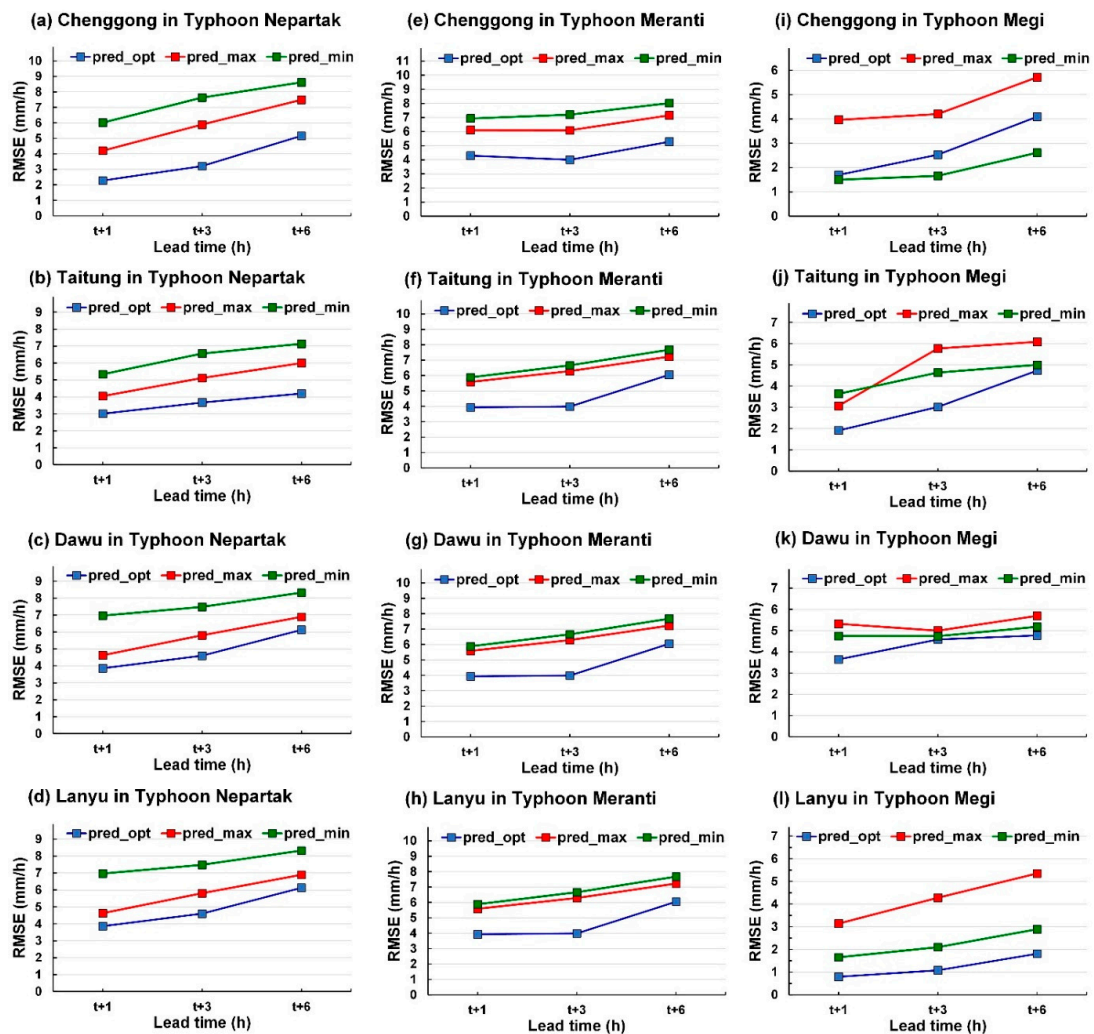 (a) Chenggong in Typhoon Nepartak
pred_opt pred_max pred_min
RMSE (mm/h)
10
9
8
7
6
5
4
3
2
1
0
t+1 t+3 t+6
Lead time (h)
(e) Chenggong in Typhoon Meranti
pred_opt pred_max pred_min
RMSE (mm/h)
11
10
9
8
7
6
5
4
3
2
1
0
t+1 t+3 t+6
Lead time (h)
(i) Chenggong in Typhoon Megi
pred_opt pred_max pred_min
RMSE (mm/h)
6
5
4
3
2
1
0
t+1 t+3 t+6
Lead time (h)
(b) Taitung in Typhoon Nepartak
pred_opt pred_max pred_min
RMSE (mm/h)
9
8
7
6
5
4
3
2
1
0
t+1 t+3 t+6
Lead time (h)
(f) Taitung in Typhoon Meranti
pred_opt pred_max pred_min
RMSE (mm/h)
10
9
8
7
6
5
4
3
2
1
0
t+1 t+3 t+6
Lead time (h)
(j) Taitung in Typhoon Megi
pred_opt pred_max pred_min
RMSE (mm/h)
7
6
5
4
3
2
1
0
t+1 t+3 t+6
Lead time (h)
(c) Dawu in Typhoon Nepartak
pred_opt pred_max pred_min
RMSE (mm/h)
9
8
7
6
5
4
3
2
1
0
t+1 t+3 t+6
Lead time (h)
(g) Dawu in Typhoon Meranti
pred_opt pred_max pred_min
RMSE (mm/h)
10
9
8
7
6
5
4
3
2
1
0
t+1 t+3 t+6
Lead time (h)
(k) Dawu in Typhoon Megi
pred_opt pred_max pred_min
RMSE (mm/h)
7
6
5
4
3
2
1
0
t+1 t+3 t+6
Lead time (h)
(d) Lanyu in Typhoon Nepartak
pred_opt pred_max pred_min
RMSE (mm/h)
9
8
7
6
5
4
3
2
1
0
t+1 t+3 t+6
Lead time (h)
(h) Lanyu in Typhoon Meranti
pred_opt pred_max pred_min
RMSE (mm/h)
10
9
8
7
6
5
4
3
2
1
0
t+1 t+3 t+6
Lead time (h)
(l) Lanyu in Typhoon Megi
pred_opt pred_max pred_min
RMSE (mm/h)
7
6
5
4
3
2
1
0
t+1 t+3 t+6
Lead time (h)